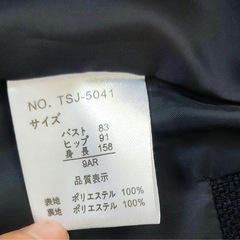 NO. TSJ-5041
サイズ
バスト 83
ヒップ 91
身長 158
9AR
品質表示
表地 ポリエステル 100%
裏地 ポリエステル 100%